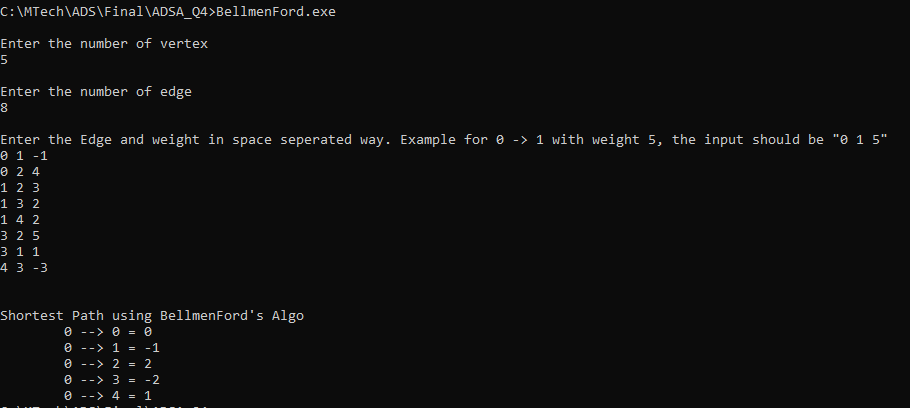 C:\MTech\ADS\Final\ADSA_Q4>BellmenFord.exe
Enter the number of vertex
5
Enter the number of edge
8
Enter the Edge and weight in space seperated way. Example for 0 -> 1 with weight 5, the input should be "0 1 5"
0 1 -1
0 2 4
1 2 3
1 3 2
1 4 2
3 2 5
3 1 1
4 3 -3
Shortest Path using BellmenFord's Algo
0 --> 0 = 0
0 --> 1 = -1
0 --> 2 = 2
0 --> 3 = -2
0 --> 4 = 1